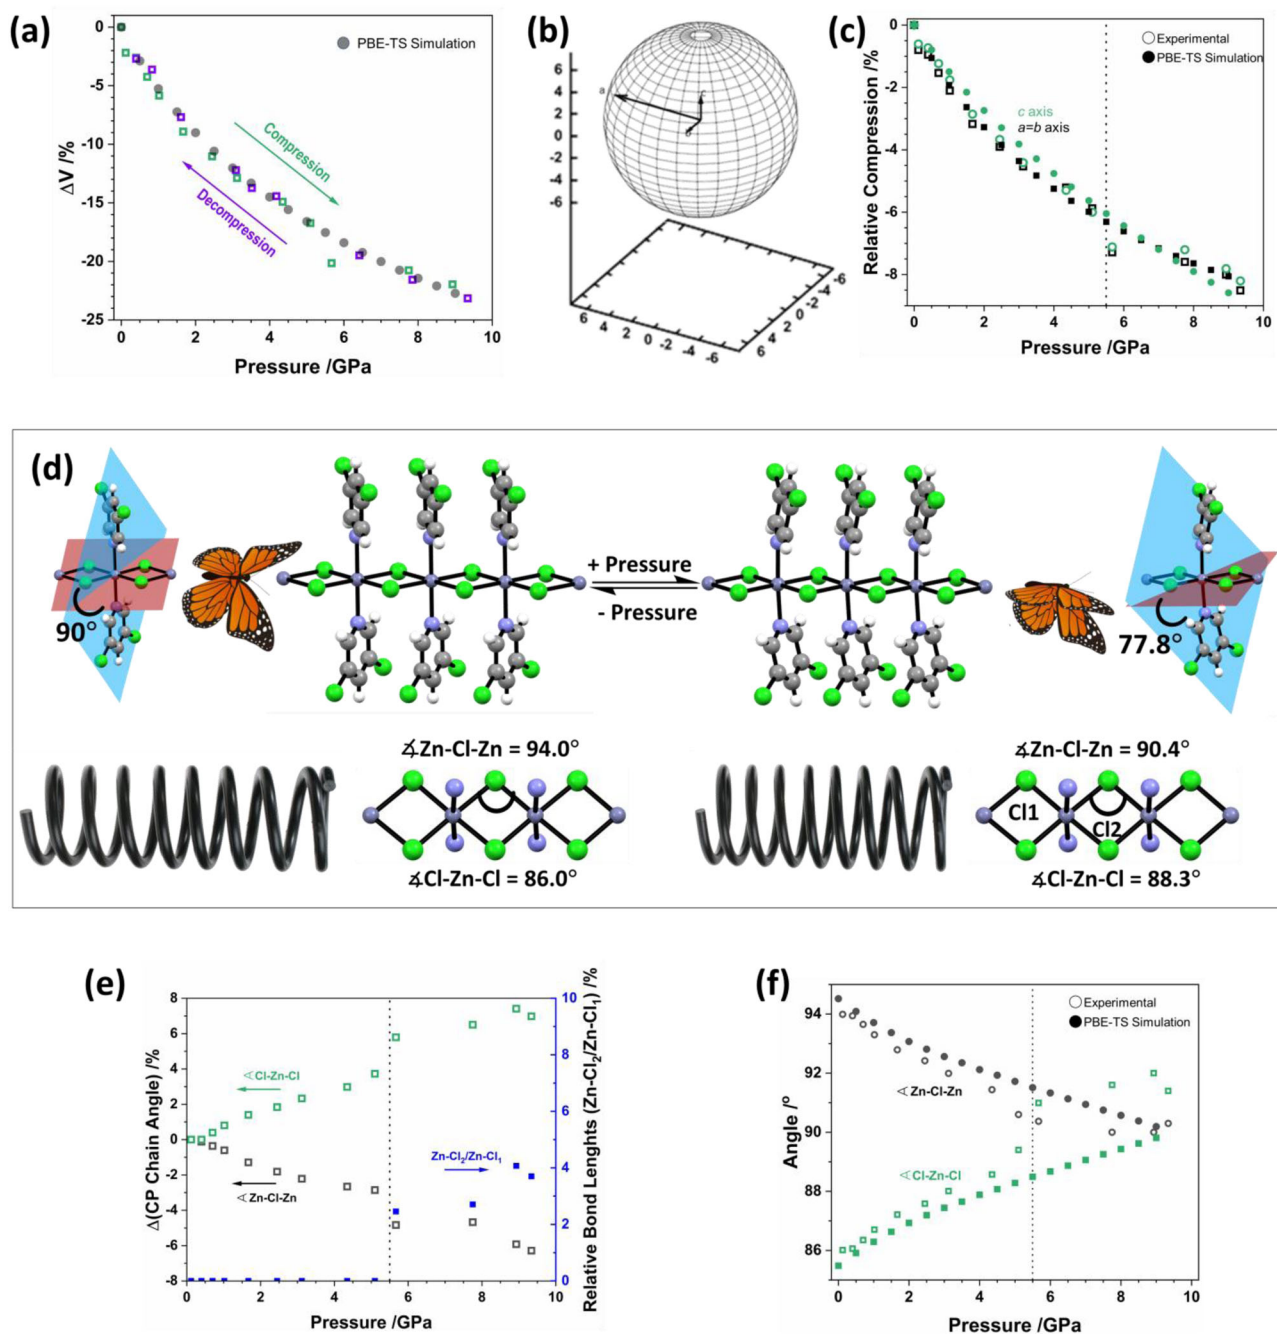 (a)
0
-5
-10
-15
-20
-25
ΔV /%
PBE-TS Simulation
Compression
Decompression
0 2 4 6 8 10
Pressure /GPa
(b)
6
4
2
0
-2
-4
-6
a
c
6 4 2 0 -2 -4 -6
6 4 2 0 -2 -4 -6
(c)
0
-2
-4
-6
-8
Relative Compression /%
Experimental
PBE-TS Simulation
c axis
a=b axis
0 2 4 6 8 10
Pressure /GPa
(d)
90°
+ Pressure
- Pressure
77.8°
∡Zn-Cl-Zn = 94.0°
∡Cl-Zn-Cl = 86.0°
∡Zn-Cl-Zn = 90.4°
Cl1
Cl2
∡Cl-Zn-Cl = 88.3°
(e)
8
6
4
2
0
-2
-4
-6
-8
Δ(CP Chain Angle) /%
∢Cl-Zn-Cl
∢Zn-Cl-Zn
Zn-Cl₂/Zn-Cl₁
10
8
6
4
2
0
Relative Bond Lenghts (Zn-Cl₂/Zn-Cl₁) /%
0 2 4 6 8 10
Pressure /GPa
(f)
94
92
90
88
86
Angle /º
Experimental
PBE-TS Simulation
∢Zn-Cl-Zn
∢Cl-Zn-Cl
0 2 4 6 8 10
Pressure /GPa